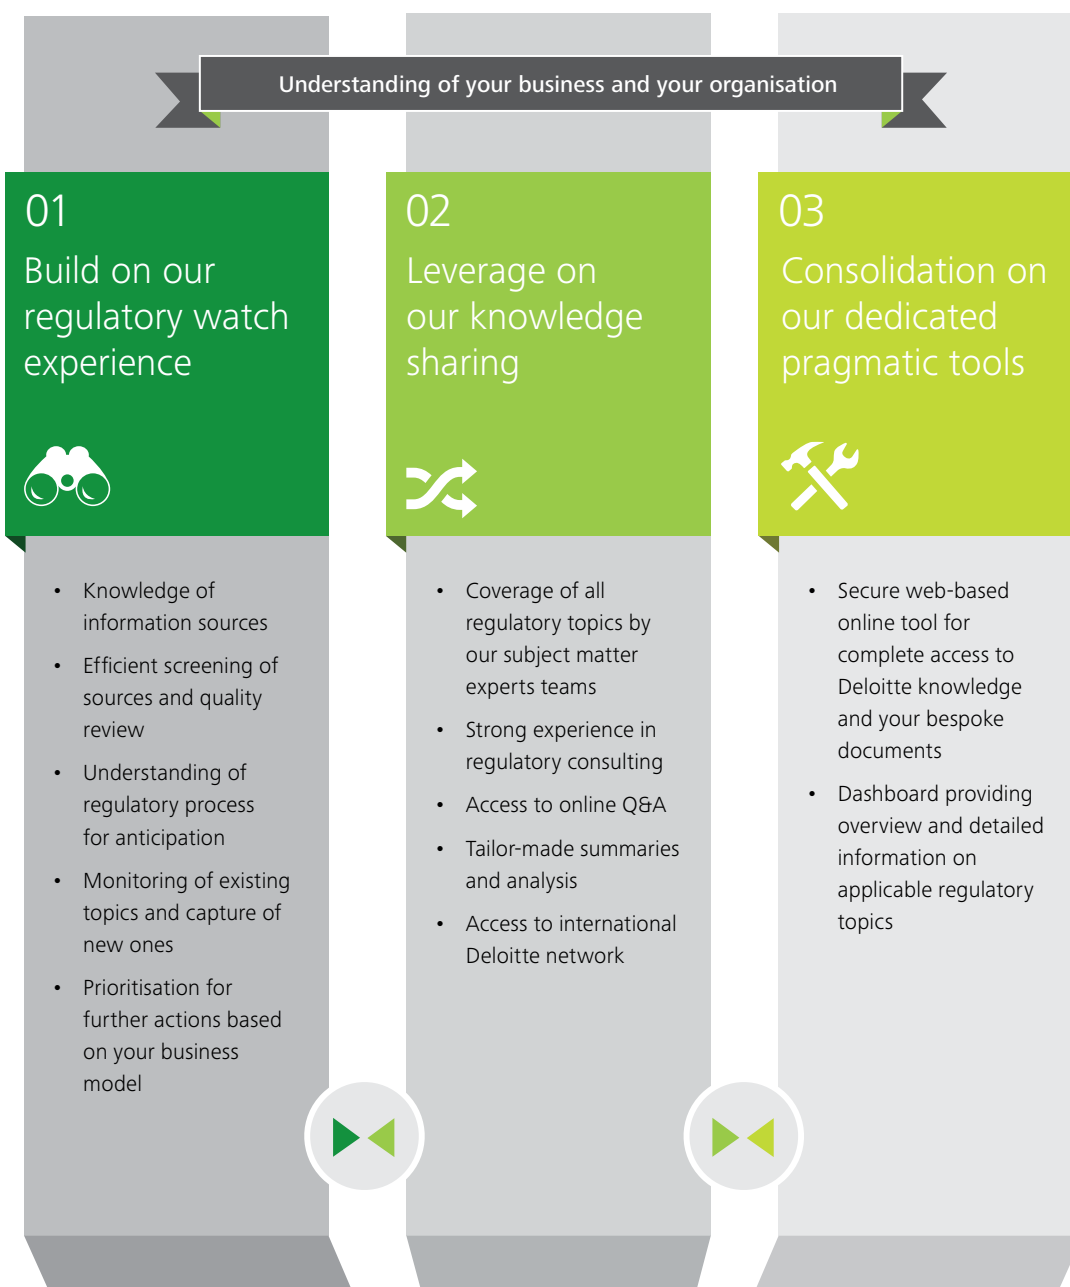 Understanding of your business and your organisation
01
Build on our
regulatory watch
experience
• Knowledge of
information sources
• Efficient screening of
sources and quality
review
• Understanding of
regulatory process
for anticipation
• Monitoring of existing
topics and capture of
new ones
• Prioritisation for
further actions based
on your business
model
02
Leverage on
our knowledge
sharing
• Coverage of all
regulatory topics by
our subject matter
experts teams
• Strong experience in
regulatory consulting
• Access to online Q&A
• Tailor-made summaries
and analysis
• Access to international
Deloitte network
03
Consolidation on
our dedicated
pragmatic tools
• Secure web-based
online tool for
complete access to
Deloitte knowledge
and your bespoke
documents
• Dashboard providing
overview and detailed
information on
applicable regulatory
topics